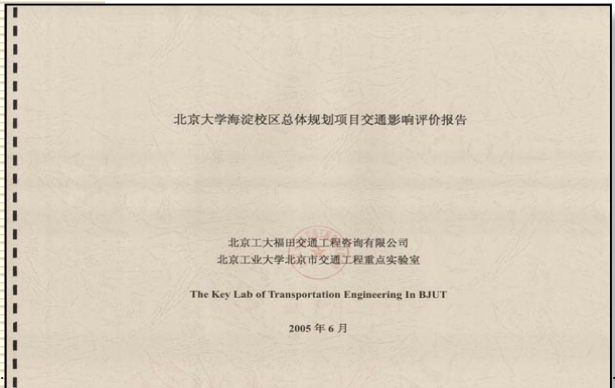 北京大学海淀校区总体规划项目交通影响评价报告
北京工大福田交通工程咨询有限公司
北京工业大学北京市交通工程重点实验室
The Key Lab of Transportation Engineering In BJUT
2005 年 6 月